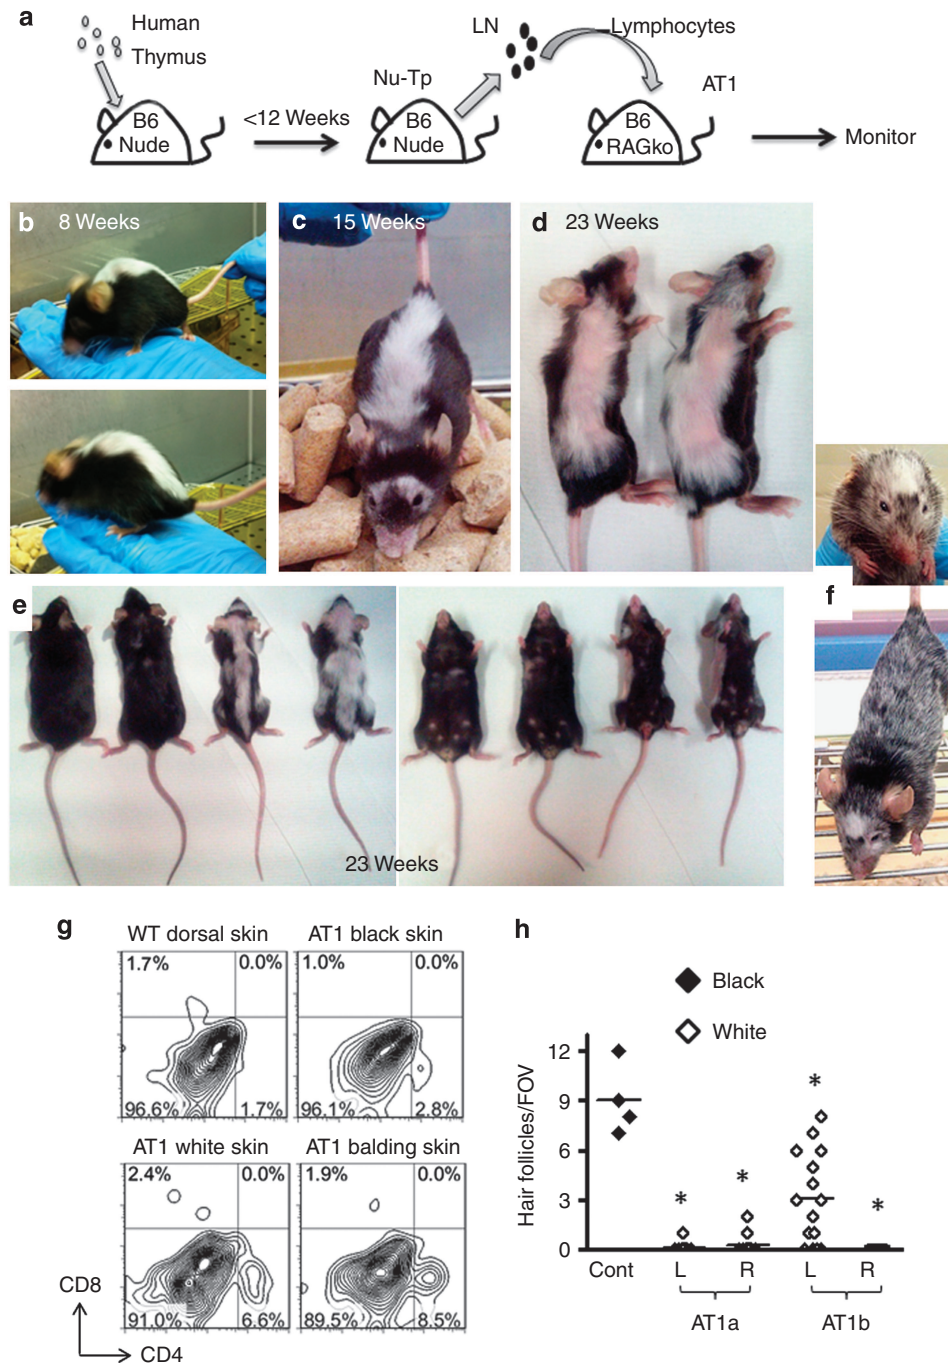 a
Human
Thymus
B6
Nude
<12 Weeks
Nu-Tp
B6
Nude
LN
Lymphocytes
AT1
B6
RAGko
Monitor
b 8 Weeks
c 15 Weeks
d 23 Weeks
e
23 Weeks
f
g
WT dorsal skin
1.7% 0.0%
96.6% 1.7%
AT1 black skin
1.0% 0.0%
96.1% 2.8%
AT1 white skin
2.4% 0.0%
91.0% 6.6%
AT1 balding skin
1.9% 0.0%
89.5% 8.5%
CD8
CD4
h
Black
White
Hair follicles/FOV
12
9
6
3
0
* * * *
Cont L R L R
AT1a AT1b